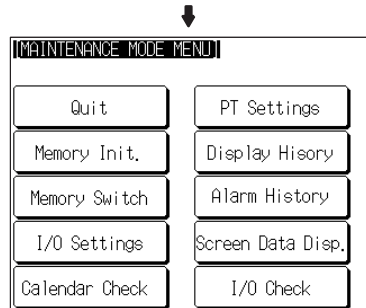 [MAINTENANCE MODE MENU]
Quit
PT Settings
Memory Init.
Display Hisory
Memory Switch
Alarm History
I/O Settings
Screen Data Disp.
Calendar Check
I/O Check